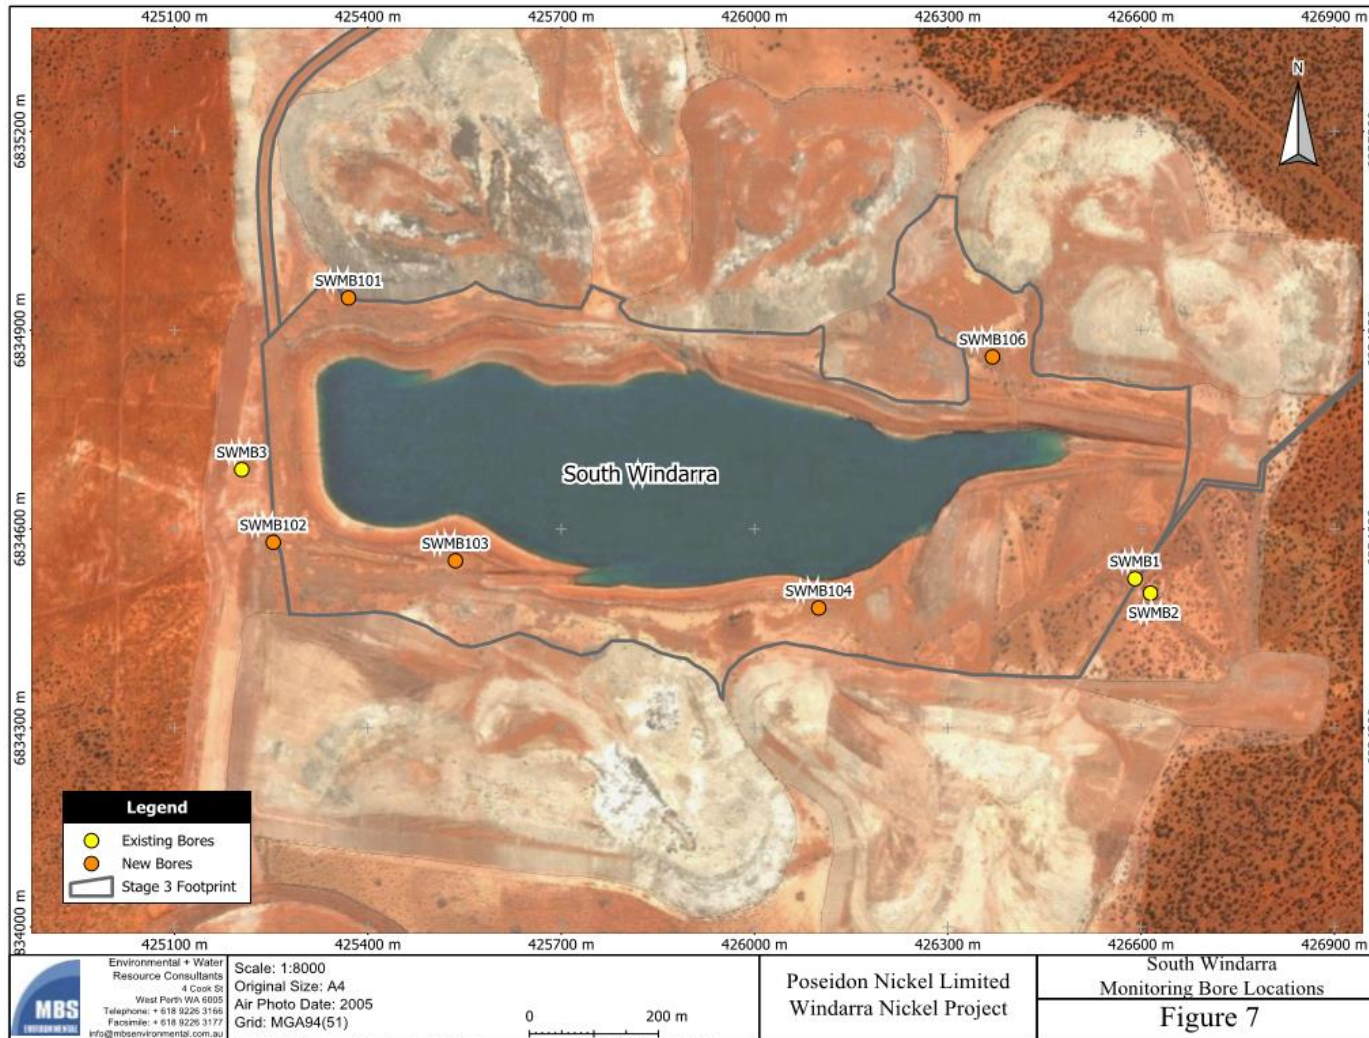 425100 m 425400 m 425700 m 426000 m 426300 m 426600 m 426900 m
N
6835200 m
SWMB101
6834900 m
SWMB106
SWMB3
South Windarra
SWMB102
6834600 m
SWMB103
SWMB1
SWMB104
SWMB2
6834300 m
Legend
Existing Bores
New Bores
Stage 3 Footprint
834000 m
425100 m 425400 m 425700 m 426000 m 426300 m 426600 m 426900 m
MBS
ENVIRONMENTAL
Environmental + Water
Resource Consultants
4 Cook St
West Perth WA 6005
Telephone: + 618 9226 3166
Facsimile: + 618 9226 3177
info@mbsenvironmental.com.au
Scale: 1:8000
Original Size: A4
Air Photo Date: 2005
Grid: MGA94(51)
0 200 m
Poseidon Nickel Limited
Windarra Nickel Project
South Windarra
Monitoring Bore Locations
Figure 7